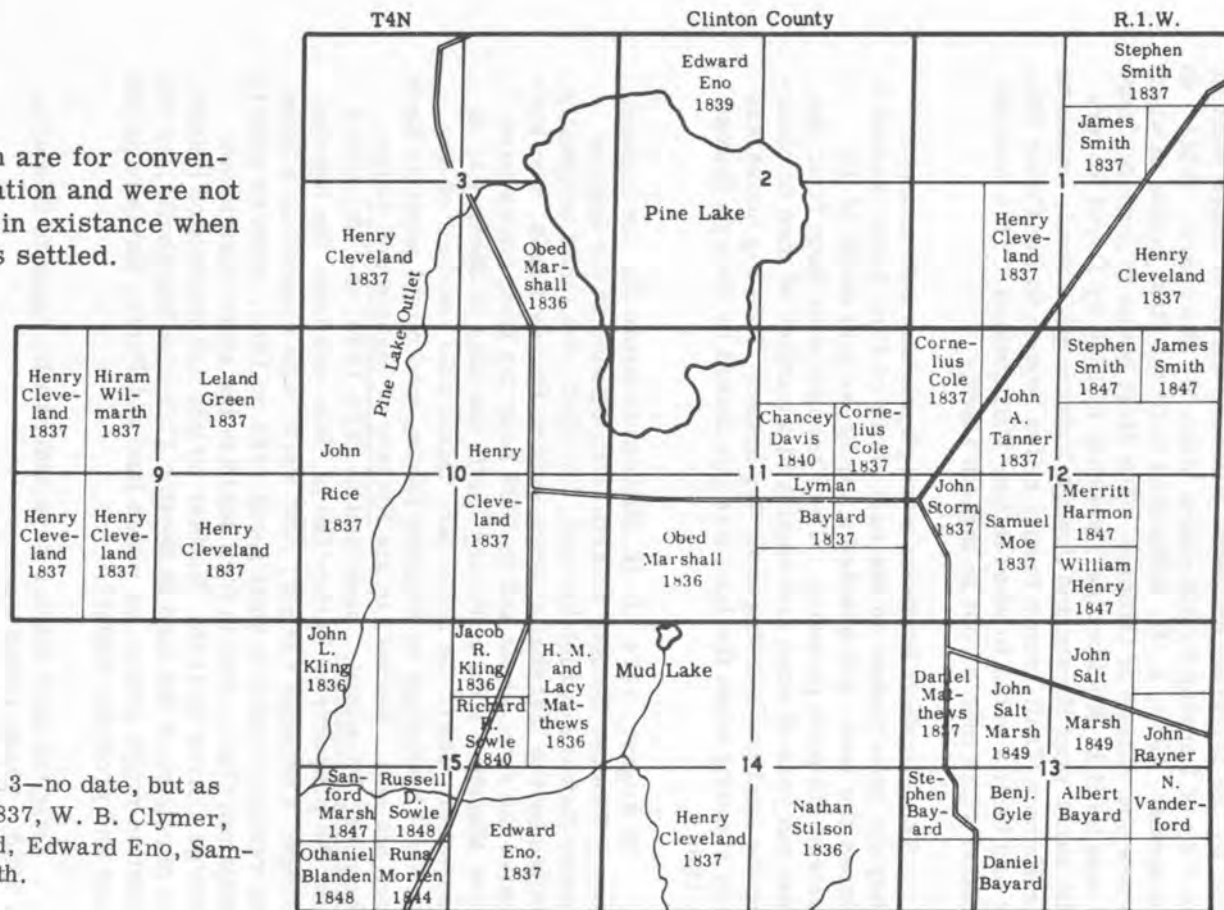 T4N Clinton County R.1.W.
n are for conven-
ation and were not
in existance when
s settled.
3—no date, but as
837, W. B. Clymer,
d, Edward Eno, Sam-
th.
Edward
Eno
1839
Stephen
Smith
1837
James
Smith
1837
3
2
1
Pine Lake
Henry
Cleveland
1837
Pine Lake Outlet
Obed
Mar-
shall
1836
Henry
Cleve-
land
1837
Henry
Cleveland
1837
Henry
Cleve-
land
1837
Hiram
Wil-
marth
1837
Leland
Green
1837
9
Henry
Cleve-
land
1837
Henry
Cleve-
land
1837
Henry
Cleveland
1837
John
Rice
1837
10
Henry
Cleve-
land
1837
Chancey
Davis
1840
Corne-
lius
Cole
1837
11
Lyman
Bayard
1837
Obed
Marshall
1836
Corne-
lius
Cole
1837
John
A.
Tanner
1837
Stephen
Smith
1847
James
Smith
1847
12
John
Storm
1837
Samuel
Moe
1837
Merritt
Harmon
1847
William
Henry
1847
John
L.
Kling
1836
Jacob
R.
Kling
1836
H. M.
and
Lacy
Mat-
thews
1836
Richard
R.
Sowle
1840
15
San-
ford
Marsh
1847
Russell
D.
Sowle
1848
Othaniel
Blanden
1848
Runa
Morten
1844
Edward
Eno.
1837
Mud Lake
14
Henry
Cleveland
1837
Nathan
Stilson
1836
Daniel
Mat-
thews
1837
John
Salt
Marsh
1849
John
Salt
Marsh
1849
John
Rayner
13
Ste-
phen
Bay-
ard
Benj.
Gyle
Albert
Bayard
N.
Vander-
ford
Daniel
Bayard